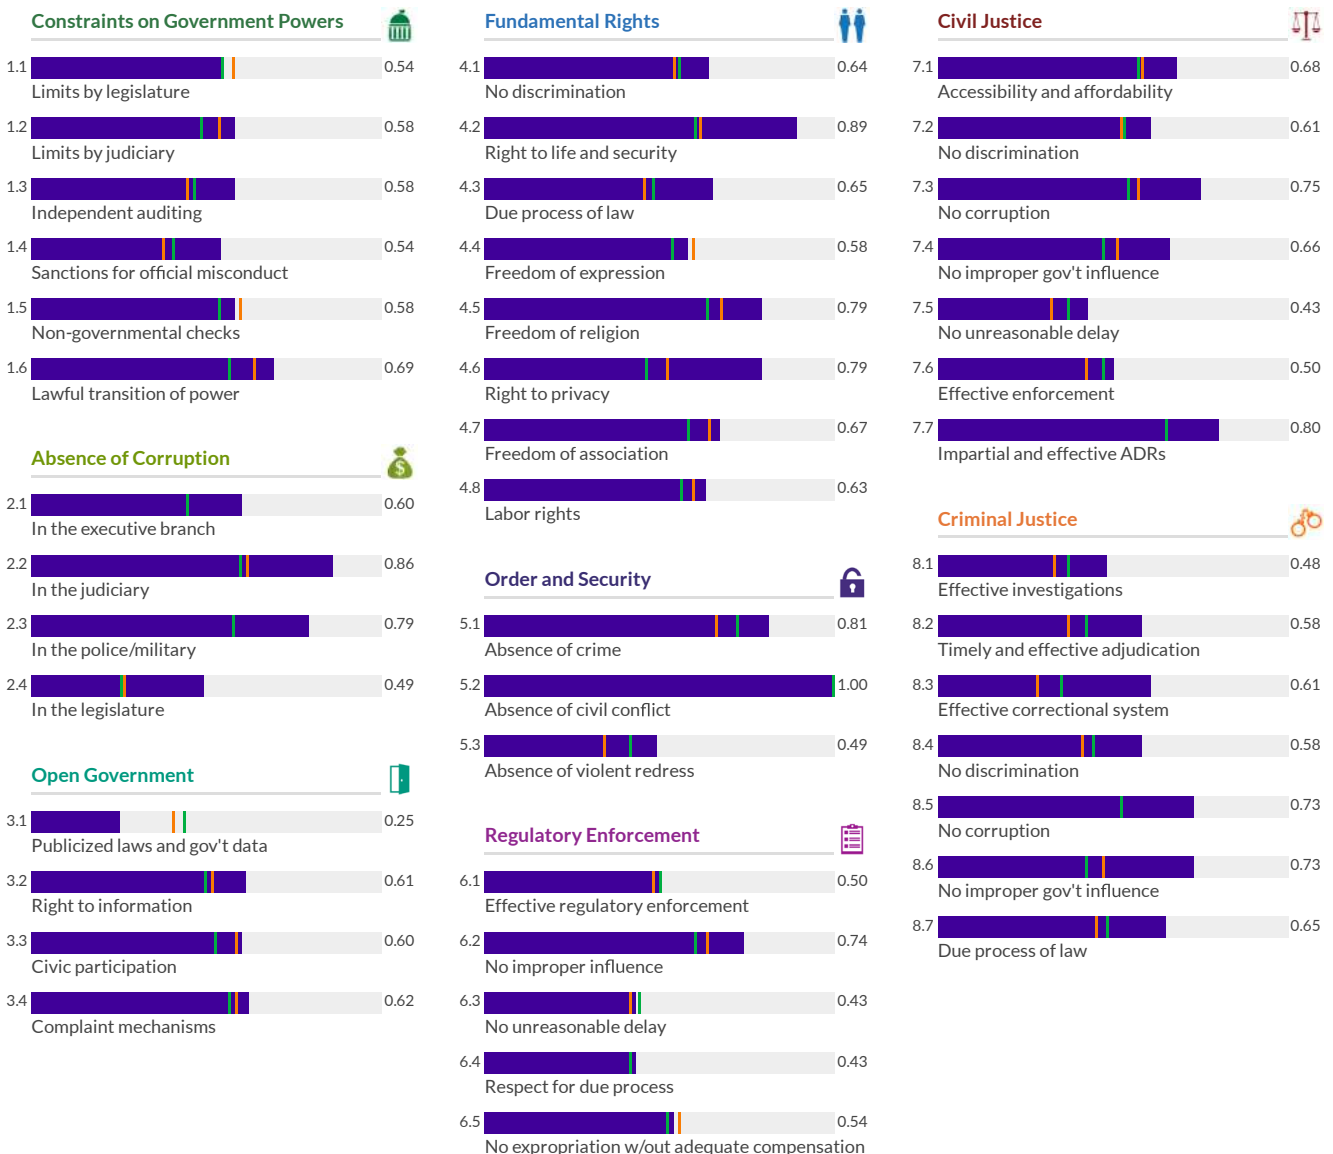 Constraints on Government Powers
1.1 0.54
Limits by legislature
1.2 0.58
Limits by judiciary
1.3 0.58
Independent auditing
1.4 0.54
Sanctions for official misconduct
1.5 0.58
Non-governmental checks
1.6 0.69
Lawful transition of power
Absence of Corruption
$
2.1 0.60
In the executive branch
2.2 0.86
In the judiciary
2.3 0.79
In the police/military
2.4 0.49
In the legislature
Open Government
3.1 0.25
Publicized laws and gov't data
3.2 0.61
Right to information
3.3 0.60
Civic participation
3.4 0.62
Complaint mechanisms
Fundamental Rights
4.1 0.64
No discrimination
4.2 0.89
Right to life and security
4.3 0.65
Due process of law
4.4 0.58
Freedom of expression
4.5 0.79
Freedom of religion
4.6 0.79
Right to privacy
4.7 0.67
Freedom of association
4.8 0.63
Labor rights
Order and Security
5.1 0.81
Absence of crime
5.2 1.00
Absence of civil conflict
5.3 0.49
Absence of violent redress
Regulatory Enforcement
6.1 0.50
Effective regulatory enforcement
6.2 0.74
No improper influence
6.3 0.43
No unreasonable delay
6.4 0.43
Respect for due process
6.5 0.54
No expropriation w/out adequate compensation
Civil Justice
7.1 0.68
Accessibility and affordability
7.2 0.61
No discrimination
7.3 0.75
No corruption
7.4 0.66
No improper gov't influence
7.5 0.43
No unreasonable delay
7.6 0.50
Effective enforcement
7.7 0.80
Impartial and effective ADRs
Criminal Justice
8.1 0.48
Effective investigations
8.2 0.58
Timely and effective adjudication
8.3 0.61
Effective correctional system
8.4 0.58
No discrimination
8.5 0.73
No corruption
8.6 0.73
No improper gov't influence
8.7 0.65
Due process of law